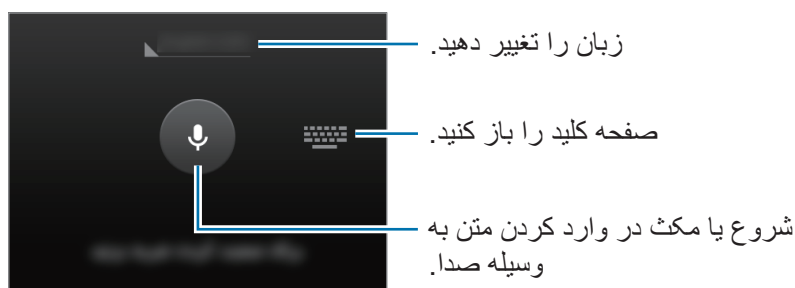 زبان را تغییر دهید.
صفحه کلید را باز کنید.
شروع یا مکث در وارد کردن متن به
وسیله صدا.